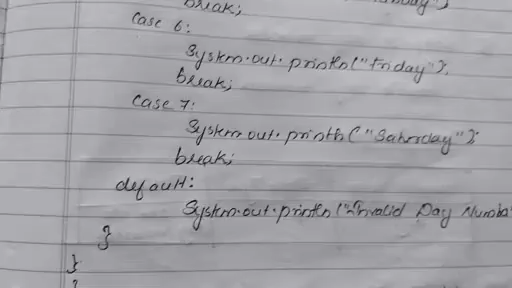 break;
Case 6:
System.out.println("Friday");
break;
Case 7:
System.out.println("Saturday");
break;
default:
System.out.println("Invalid Day Numbe
}
}
}